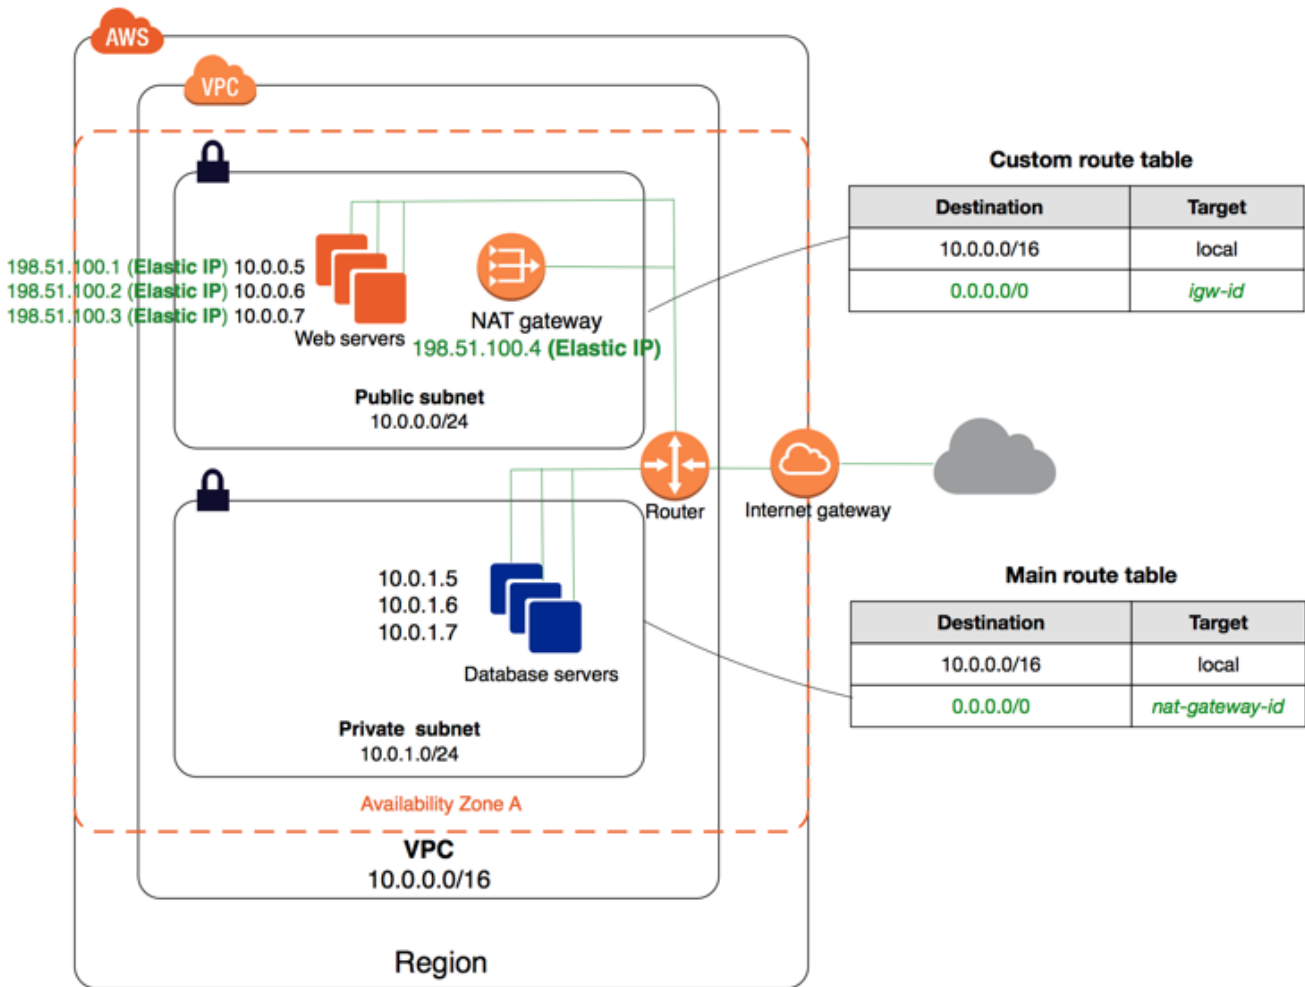 AWS
VPC
198.51.100.1 (Elastic IP) 10.0.0.5
198.51.100.2 (Elastic IP) 10.0.0.6
198.51.100.3 (Elastic IP) 10.0.0.7
Web servers
NAT gateway
198.51.100.4 (Elastic IP)
Public subnet
10.0.0.0/24
Router
Internet gateway
10.0.1.5
10.0.1.6
10.0.1.7
Database servers
Private subnet
10.0.1.0/24
Availability Zone A
VPC
10.0.0.0/16
Region
Custom route table
Destination Target
10.0.0.0/16 local
0.0.0.0/0 igw-id
Main route table
Destination Target
10.0.0.0/16 local
0.0.0.0/0 nat-gateway-id